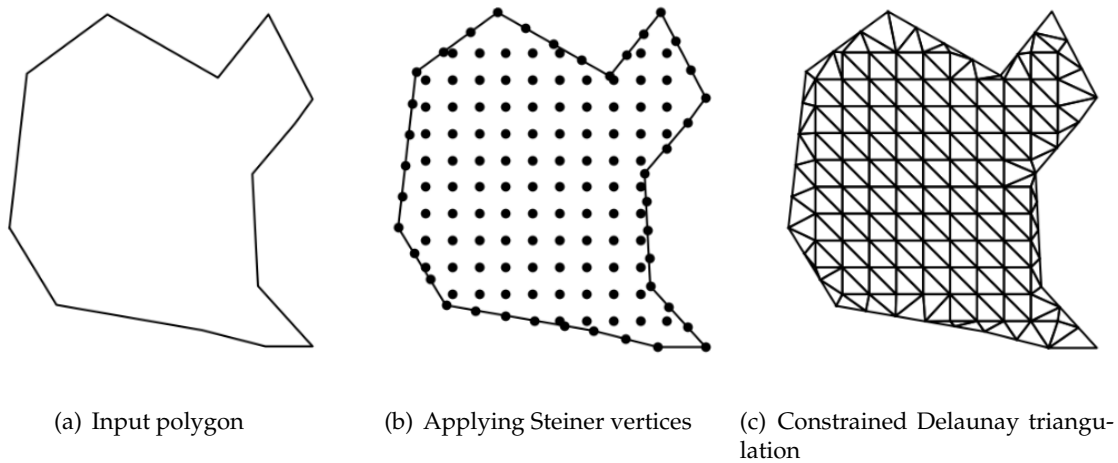 (a) Input polygon
(b) Applying Steiner vertices
(c) Constrained Delaunay triangu-
lation